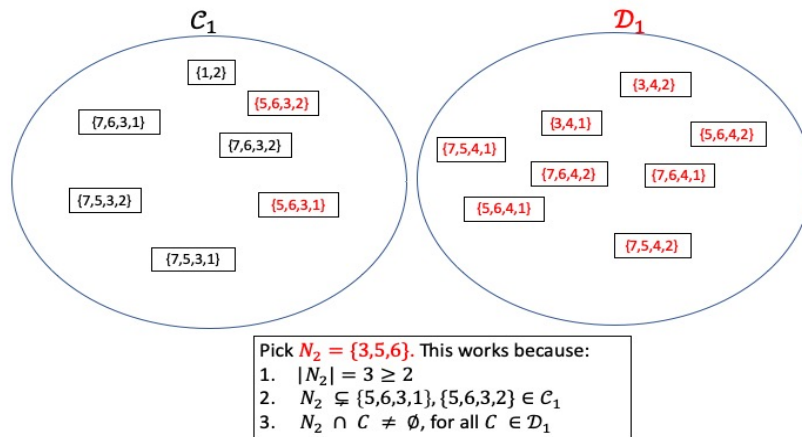 𝒞₁
𝒟₁
{1,2}
{5,6,3,2}
{7,6,3,1}
{7,6,3,2}
{7,5,3,2}
{5,6,3,1}
{7,5,3,1}
{3,4,2}
{3,4,1}
{5,6,4,2}
{7,5,4,1}
{7,6,4,2}
{7,6,4,1}
{5,6,4,1}
{7,5,4,2}
Pick N₂ = {3,5,6}. This works because:
1. |N₂| = 3 ≥ 2
2. N₂ ⊊ {5,6,3,1}, {5,6,3,2} ∈ 𝒞₁
3. N₂ ∩ C ≠ ∅, for all C ∈ 𝒟₁